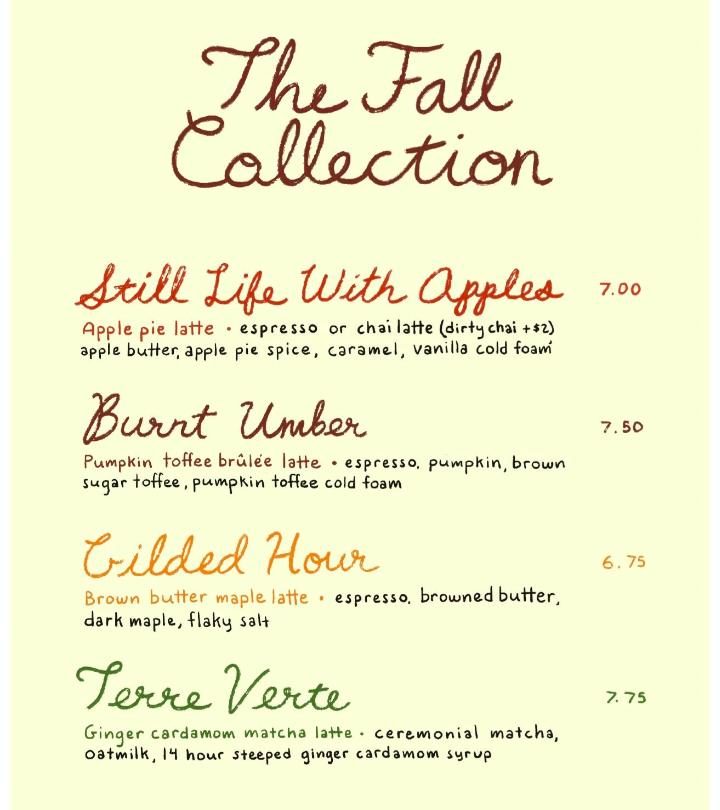 The Fall
Collection
Still Life With Apples 7.00
Apple pie latte • espresso or chai latte (dirty chai +$2)
apple butter, apple pie spice, caramel, vanilla cold foam
Burnt Umber 7.50
Pumpkin toffee brûlée latte • espresso, pumpkin, brown
sugar toffee, pumpkin toffee cold foam
Gilded Hour 6.75
Brown butter maple latte • espresso, browned butter,
dark maple, flaky salt
Terre Verte 7.75
Ginger cardamom matcha latte • ceremonial matcha,
oatmilk, 14 hour steeped ginger cardamom syrup